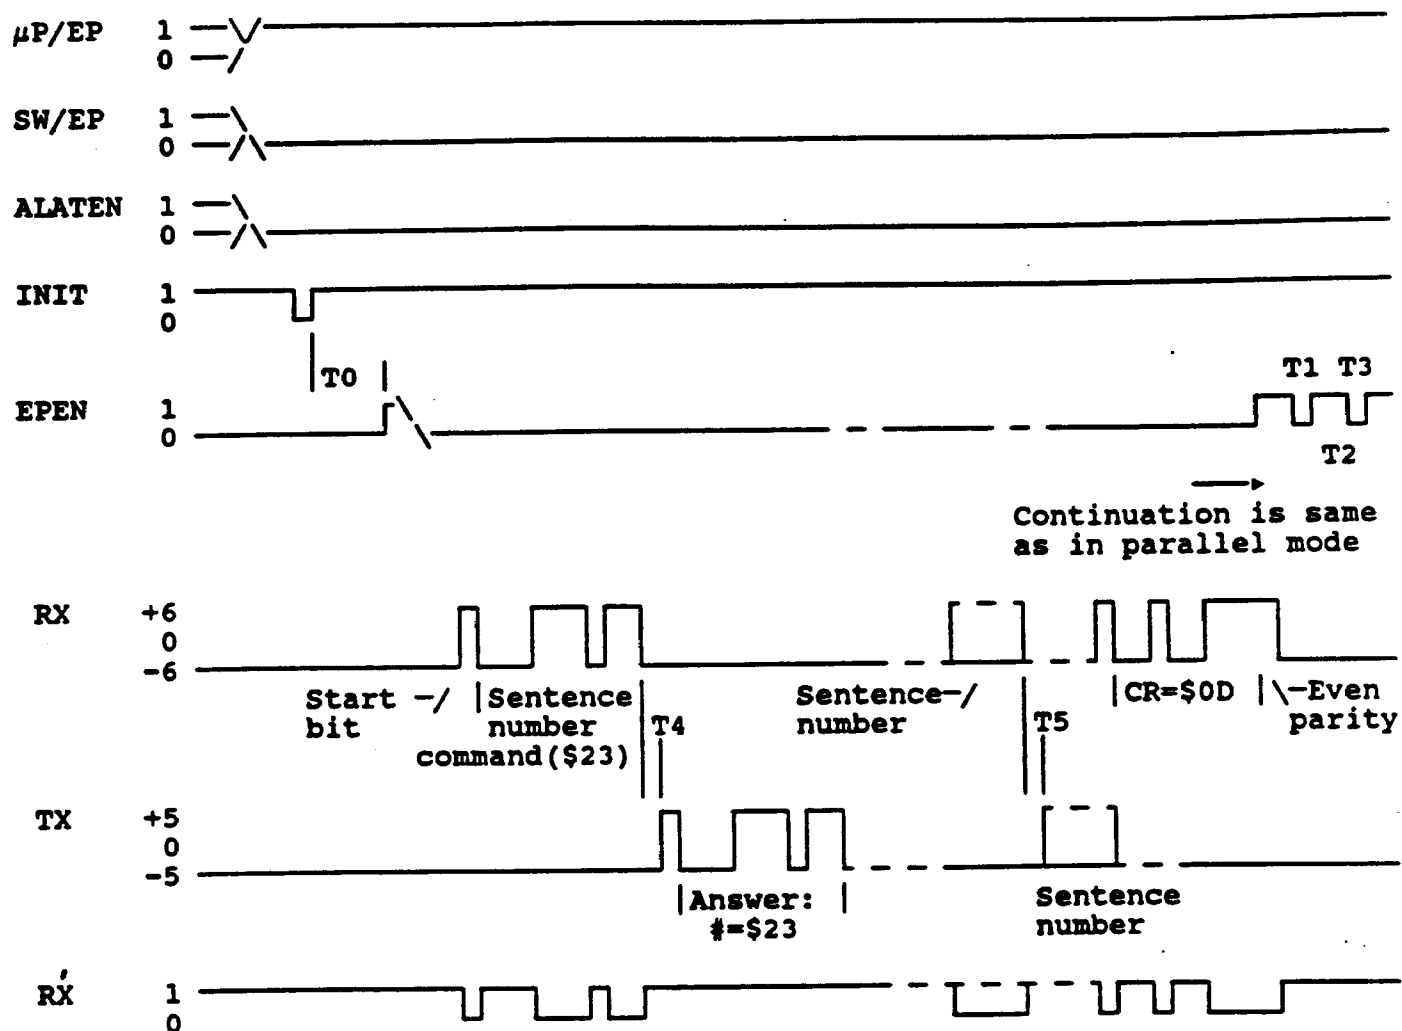 µP/EP 1
0
SW/EP 1
0
ALATEN 1
0
INIT 1
0
T0
T1 T3
EPEN 1
0
T2
Continuation is same
as in parallel mode
RX +6
0
-6
Start -/ |Sentence
bit number
command($23)
T4
Sentence-/
number
T5
|CR=$0D |\-Even
parity
TX +5
0
-5
|Answer: |
#=$23
Sentence
number
RX' 1
0